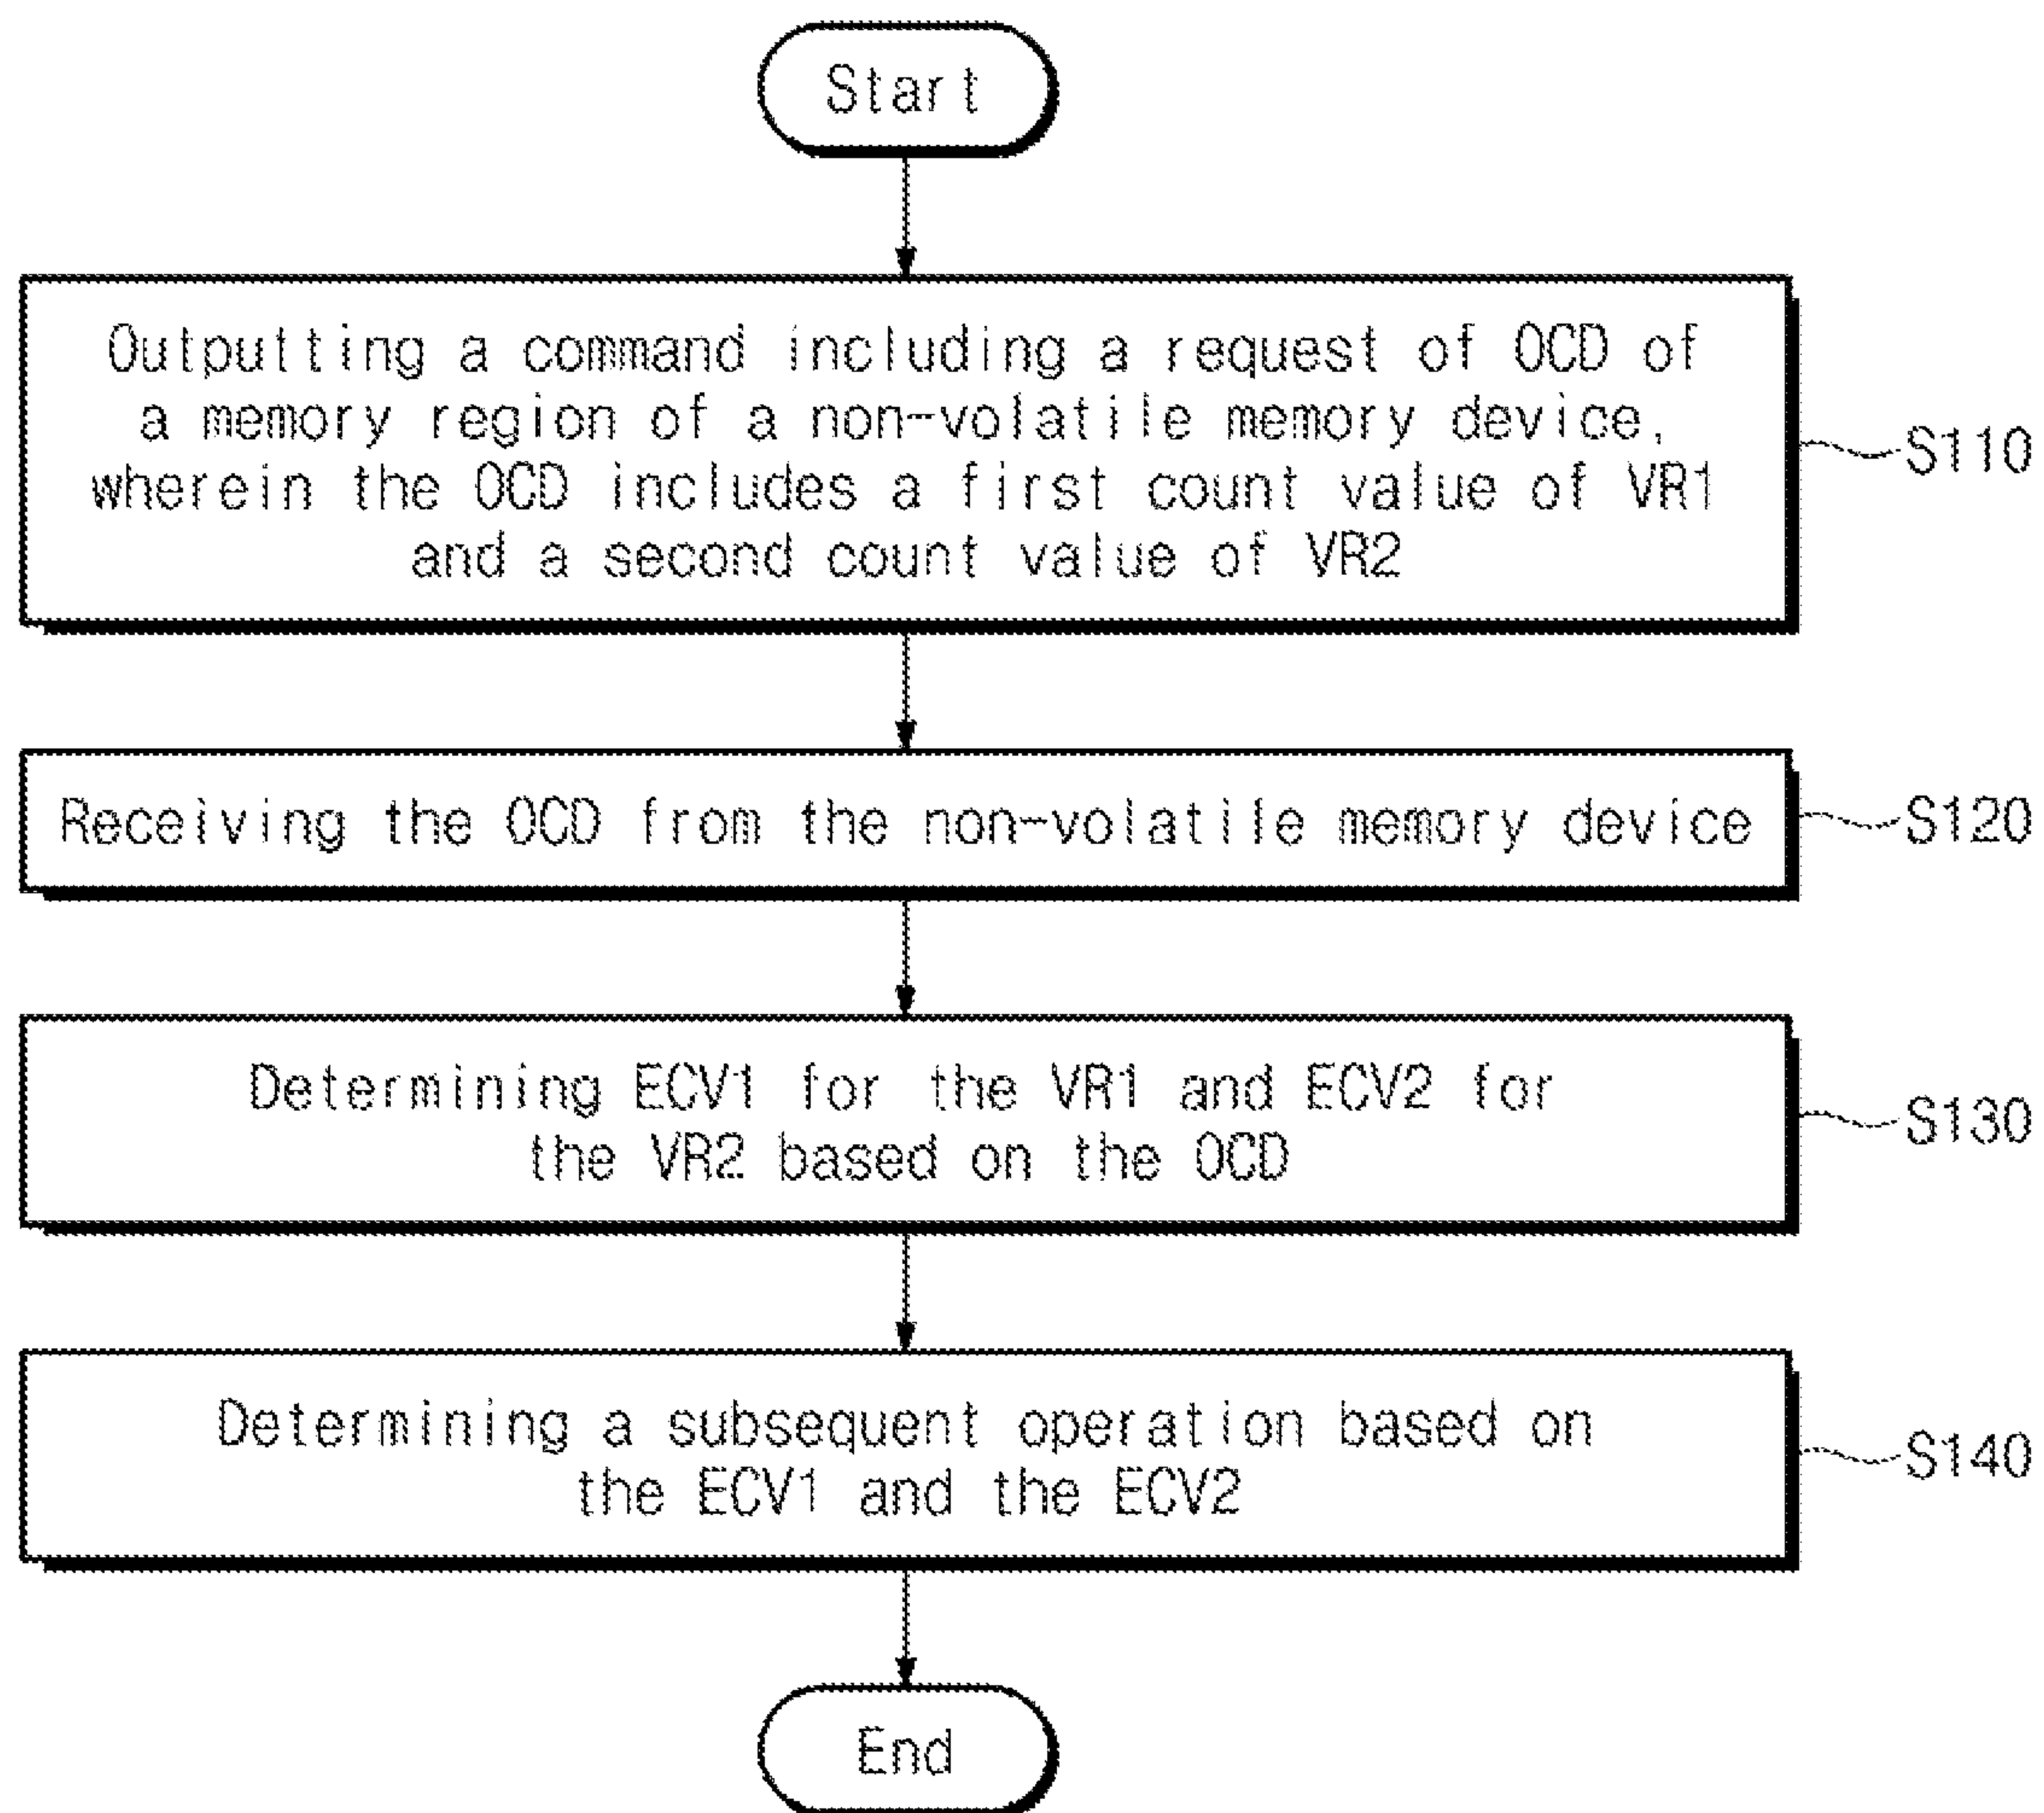 Start
Outputting a command including a request of OCD of
a memory region of a non-volatile memory device,
wherein the OCD includes a first count value of VR1
and a second count value of VR2
S110
Receiving the OCD from the non-volatile memory device
S120
Determining ECV1 for the VR1 and ECV2 for
the VR2 based on the OCD
S130
Determining a subsequent operation based on
the ECV1 and the ECV2
S140
End